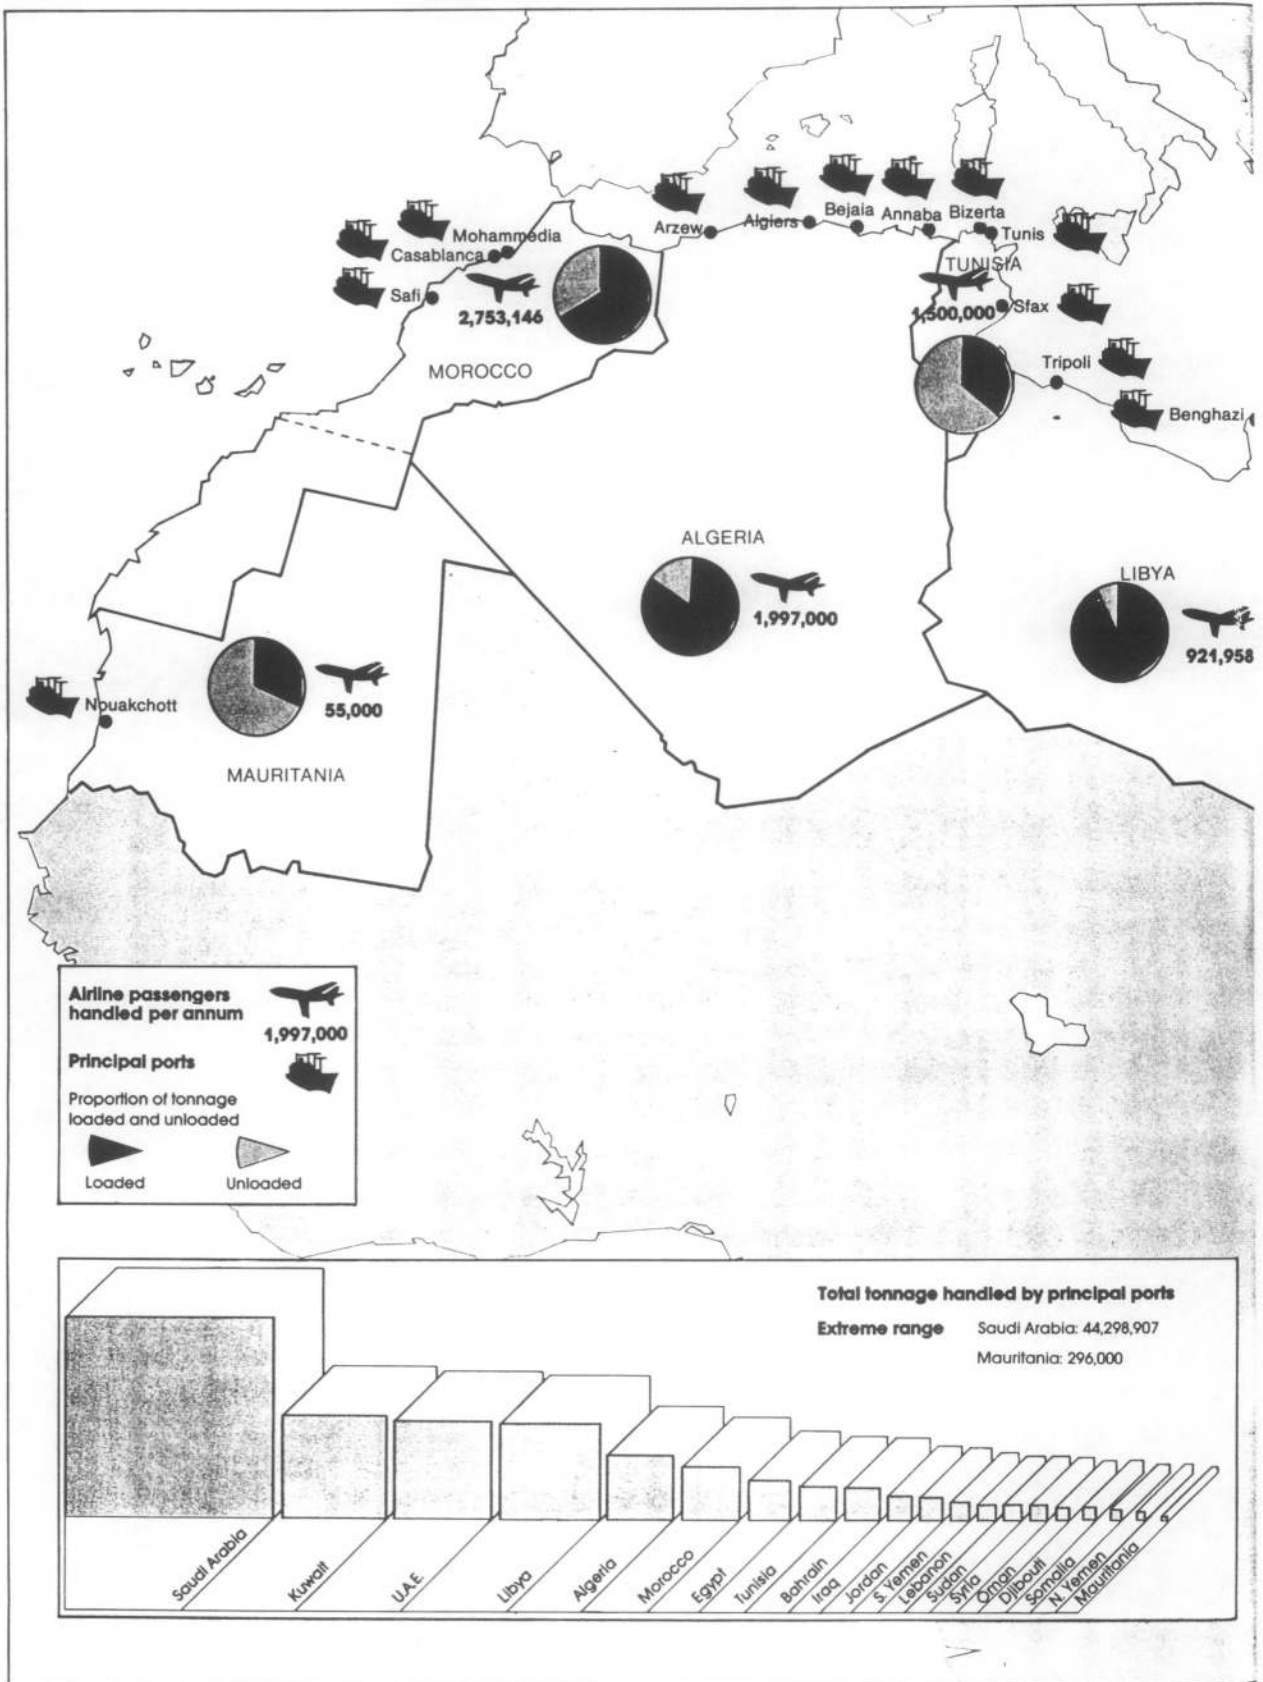 Arzew
Algiers
Bejaia
Annaba
Bizerta
Tunis
Mohammedia
Casablanca
Safi
2,753,146
MOROCCO
TUNISIA
1,500,000
Sfax
Tripoli
Benghazi
ALGERIA
1,997,000
LIBYA
921,958
Nouakchott
55,000
MAURITANIA
Airline passengers
handled per annum
1,997,000
Principal ports
Proportion of tonnage
loaded and unloaded
Loaded
Unloaded
Total tonnage handled by principal ports
Extreme range
Saudi Arabia: 44,298,907
Mauritania: 296,000
Saudi Arabia
Kuwait
U.A.E.
Libya
Algeria
Morocco
Egypt
Tunisia
Bahrain
Iraq
Jordan
S. Yemen
Lebanon
Sudan
Syria
Oman
Djibouti
Somalia
N. Yemen
Mauritania